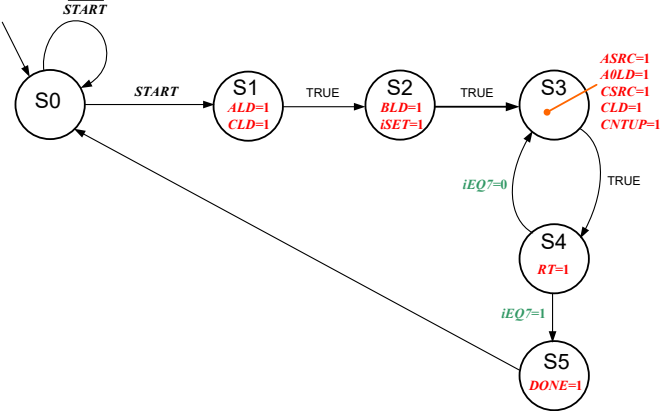 START
S0
START
S1
ALD=1
CLD=1
TRUE
S2
BLD=1
iSET=1
TRUE
S3
ASRC=1
A0LD=1
CSRC=1
CLD=1
CNTUP=1
iEQ7=0
TRUE
S4
RT=1
iEQ7=1
S5
DONE=1